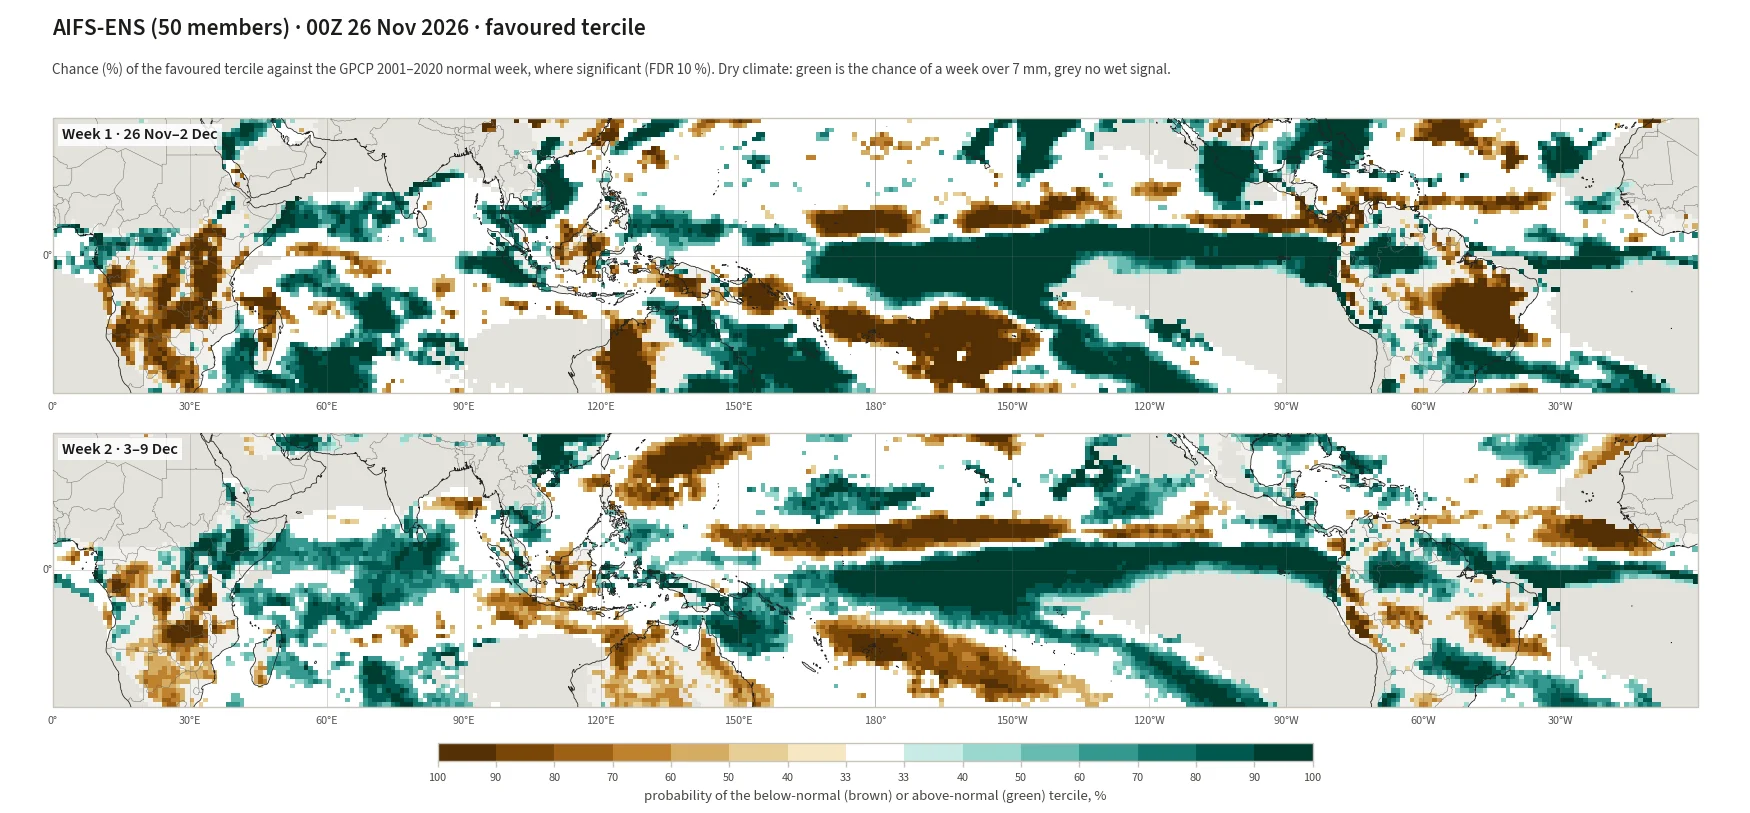 AIFS-ENS (50 members) · 00Z 26 Nov 2026 · favoured tercile
Chance (%) of the favoured tercile against the GPCP 2001–2020 normal week, where significant (FDR 10 %). Dry climate: green is the chance of a week over 7 mm, grey no wet signal.
Week 1 · 26 Nov–2 Dec
0°
0° 30°E 60°E 90°E 120°E 150°E 180° 150°W 120°W 90°W 60°W 30°W
Week 2 · 3–9 Dec
0°
0° 30°E 60°E 90°E 120°E 150°E 180° 150°W 120°W 90°W 60°W 30°W
100 90 80 70 60 50 40 33 33 40 50 60 70 80 90 100
probability of the below-normal (brown) or above-normal (green) tercile, %